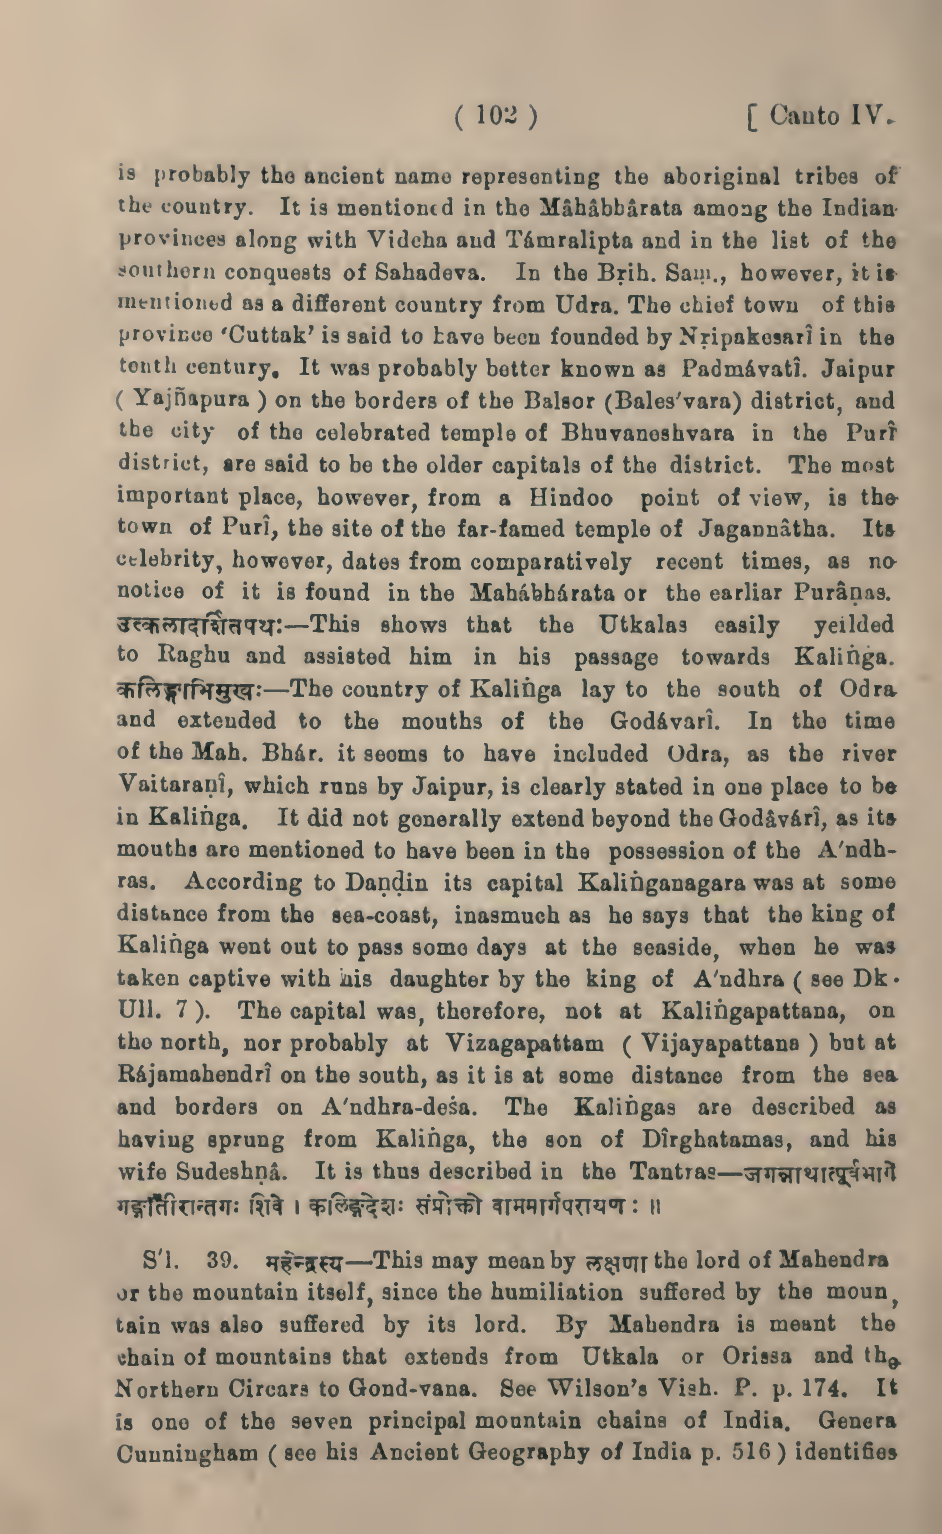 ( 102 ) [ Canto IV.
is probably the ancient name representing the aboriginal tribes of
the country. It is mentioned in the Mâhâbbârata among the Indian
provinces along with Videha and Támralipta and in the list of the
southern conquests of Sahadeva. In the Bṛih. Saṃ., however, it is
mentioned as a different country from Udra. The chief town of this
province ‘Cuttak’ is said to have been founded by Nṛipakesarî in the
tenth century. It was probably better known as Padmávatî. Jaipur
( Yajñapura ) on the borders of the Balsor (Bales′vara) district, and
the city of the celebrated temple of Bhuvaneshvara in the Purî
district, are said to be the older capitals of the district. The most
important place, however, from a Hindoo point of view, is the
town of Purî, the site of the far-famed temple of Jagannâtha. Its
celebrity, however, dates from comparatively recent times, as no
notice of it is found in the Mahábhárata or the earliar Purâṇas.
उत्कलादर्शितपथः—This shows that the Utkalas easily yeilded
to Raghu and assisted him in his passage towards Kaliṅga.
कलिङ्गाभिमुखः—The country of Kaliṅga lay to the south of Odra
and extended to the mouths of the Godávarî. In the time
of the Mah. Bhár. it seems to have included Odra, as the river
Vaitaraṇî, which runs by Jaipur, is clearly stated in one place to be
in Kaliṅga. It did not generally extend beyond the Godâvárî, as its
mouths are mentioned to have been in the possession of the A′ndh-
ras. According to Daṇḍin its capital Kaliṅganagara was at some
distance from the sea-coast, inasmuch as he says that the king of
Kaliṅga went out to pass some days at the seaside, when he was
taken captive with his daughter by the king of A′ndhra ( see Dk.
Ull. 7 ). The capital was, therefore, not at Kaliṅgapattana, on
the north, nor probably at Vizagapattam ( Vijayapattana ) but at
Rájamahendrî on the south, as it is at some distance from the sea
and borders on A′ndhra-deśa. The Kaliṅgas are described as
having sprung from Kaliṅga, the son of Dîrghatamas, and his
wife Sudeshṇâ. It is thus described in the Tantras—जगन्नाथात्पूर्वभागे
गङ्गातीरान्तगः शिवे । कलिङ्गदेशः संप्रोक्तो वाममार्गपरायणः ॥
S′l. 39. महेन्द्रस्य—This may mean by लक्षणा the lord of Mahendra
or the mountain itself, since the humiliation suffered by the moun,
tain was also suffered by its lord. By Mahendra is meant the
chain of mountains that extends from Utkala or Orissa and the
Northern Circars to Gond-vana. See Wilson's Vish. P. p. 174. It
is one of the seven principal mountain chains of India. Genera
Cunningham ( see his Ancient Geography of India p. 516 ) identifies